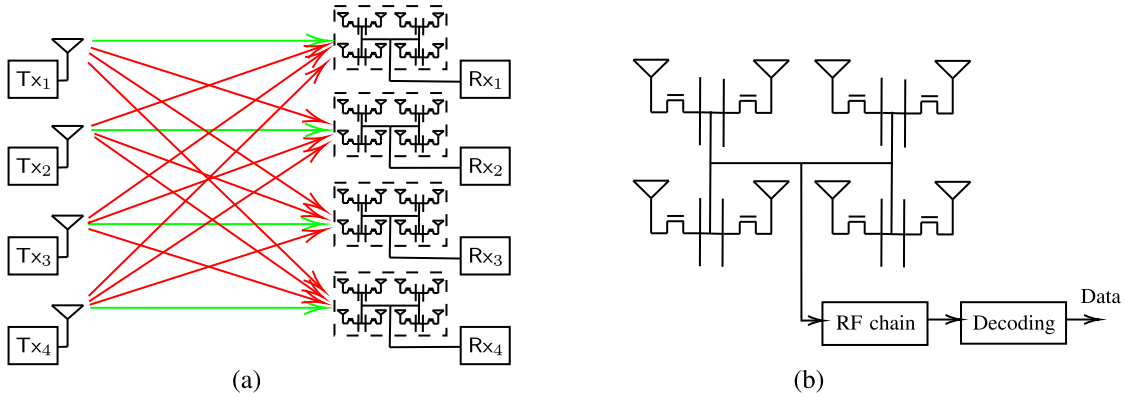 Tx₁
Rx₁
Tx₂
Rx₂
Tx₃
Rx₃
Tx₄
Rx₄
(a)
Data
RF chain
Decoding
(b)